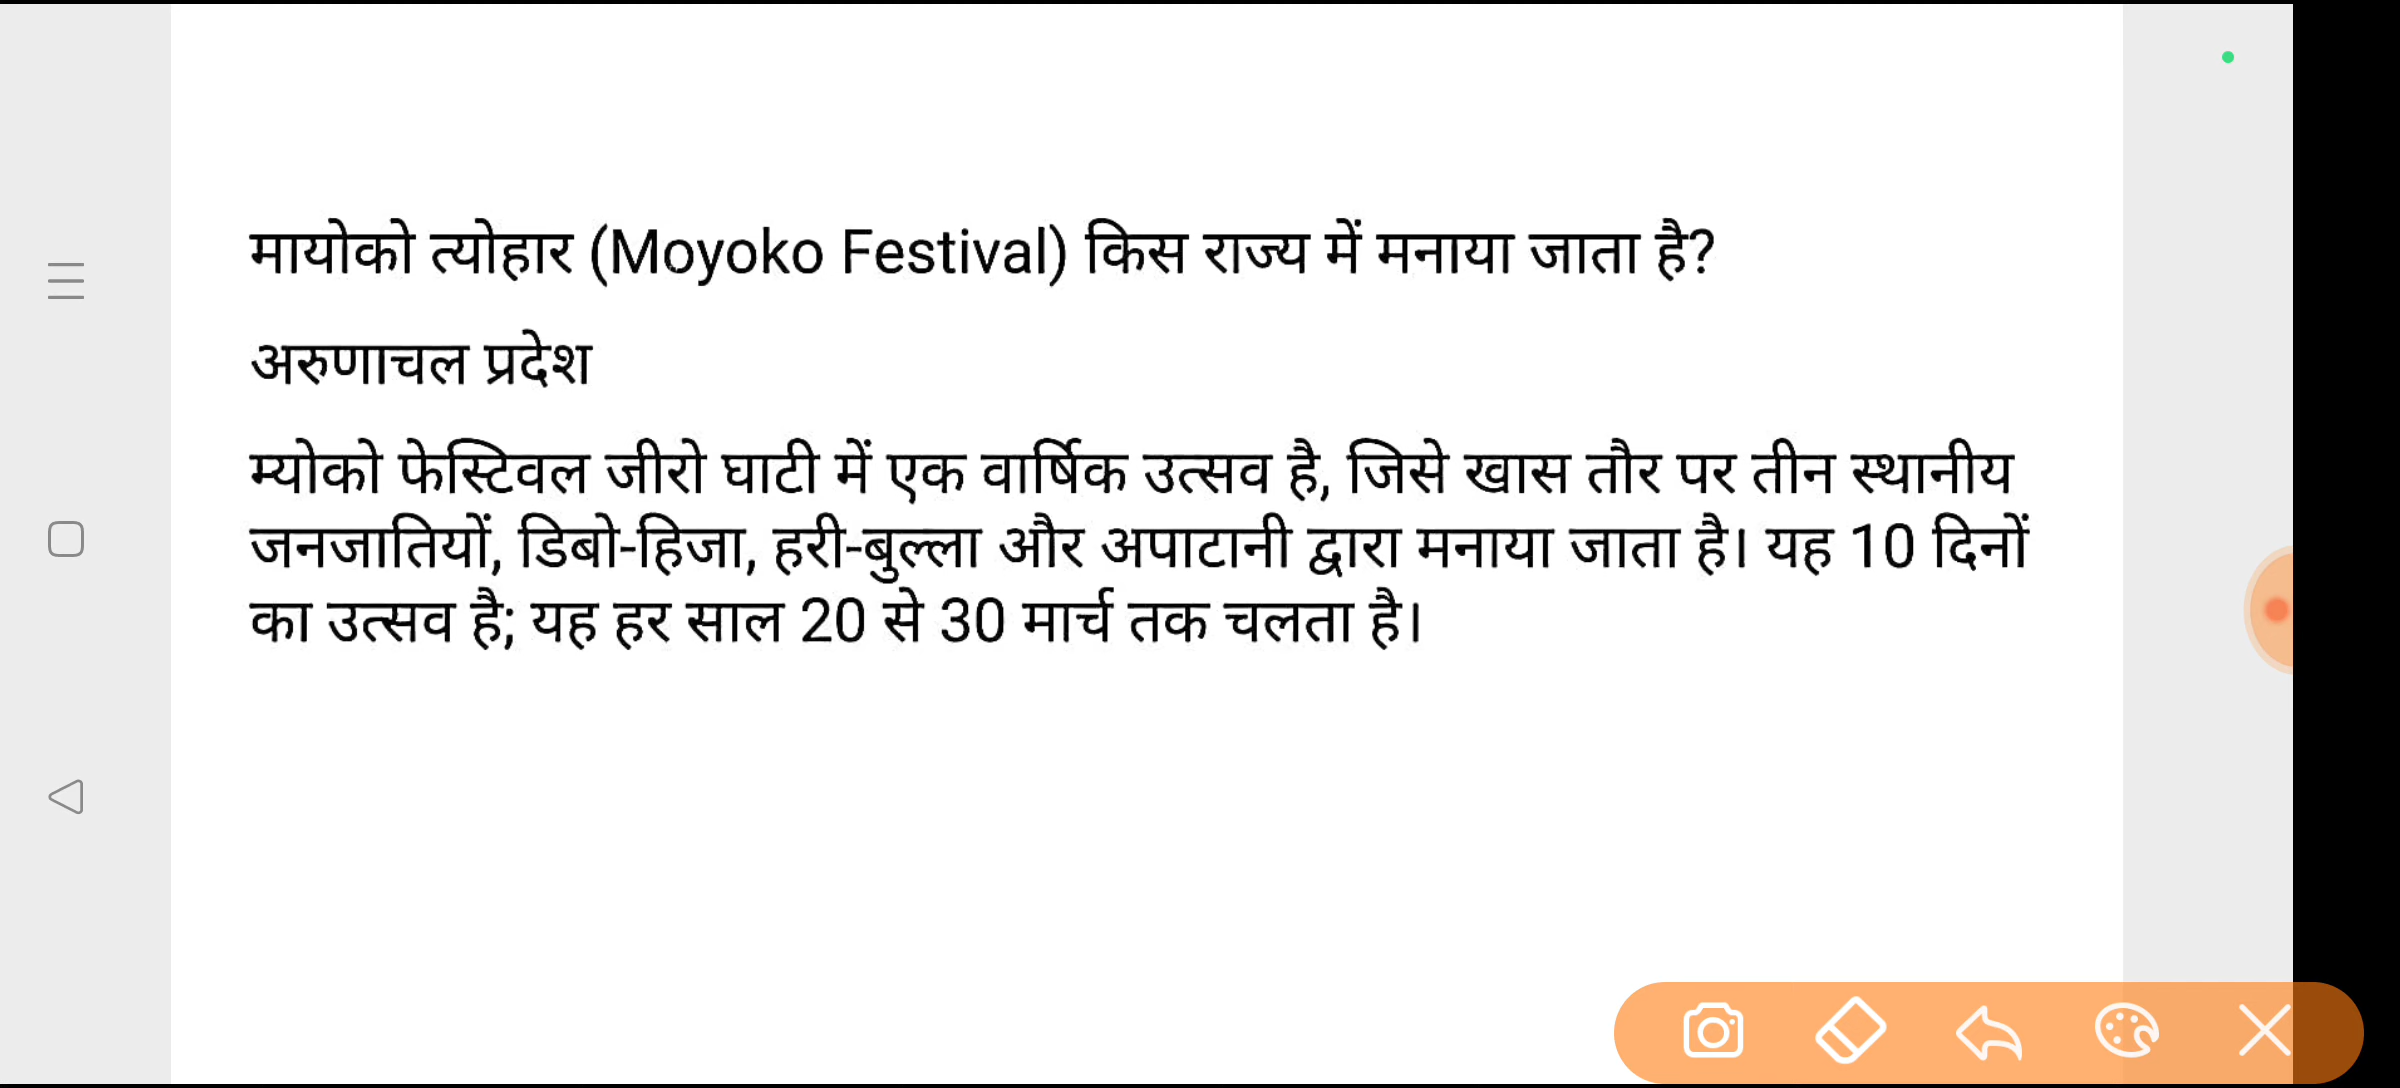 मायोको त्योहार (Moyoko Festival) किस राज्य में मनाया जाता है?
अरुणाचल प्रदेश
म्योको फेस्टिवल जीरो घाटी में एक वार्षिक उत्सव है, जिसे खास तौर पर तीन स्थानीय
जनजातियों, डिबो-हिजा, हरी-बुल्ला और अपाटानी द्वारा मनाया जाता है। यह 10 दिनों
का उत्सव है; यह हर साल 20 से 30 मार्च तक चलता है।